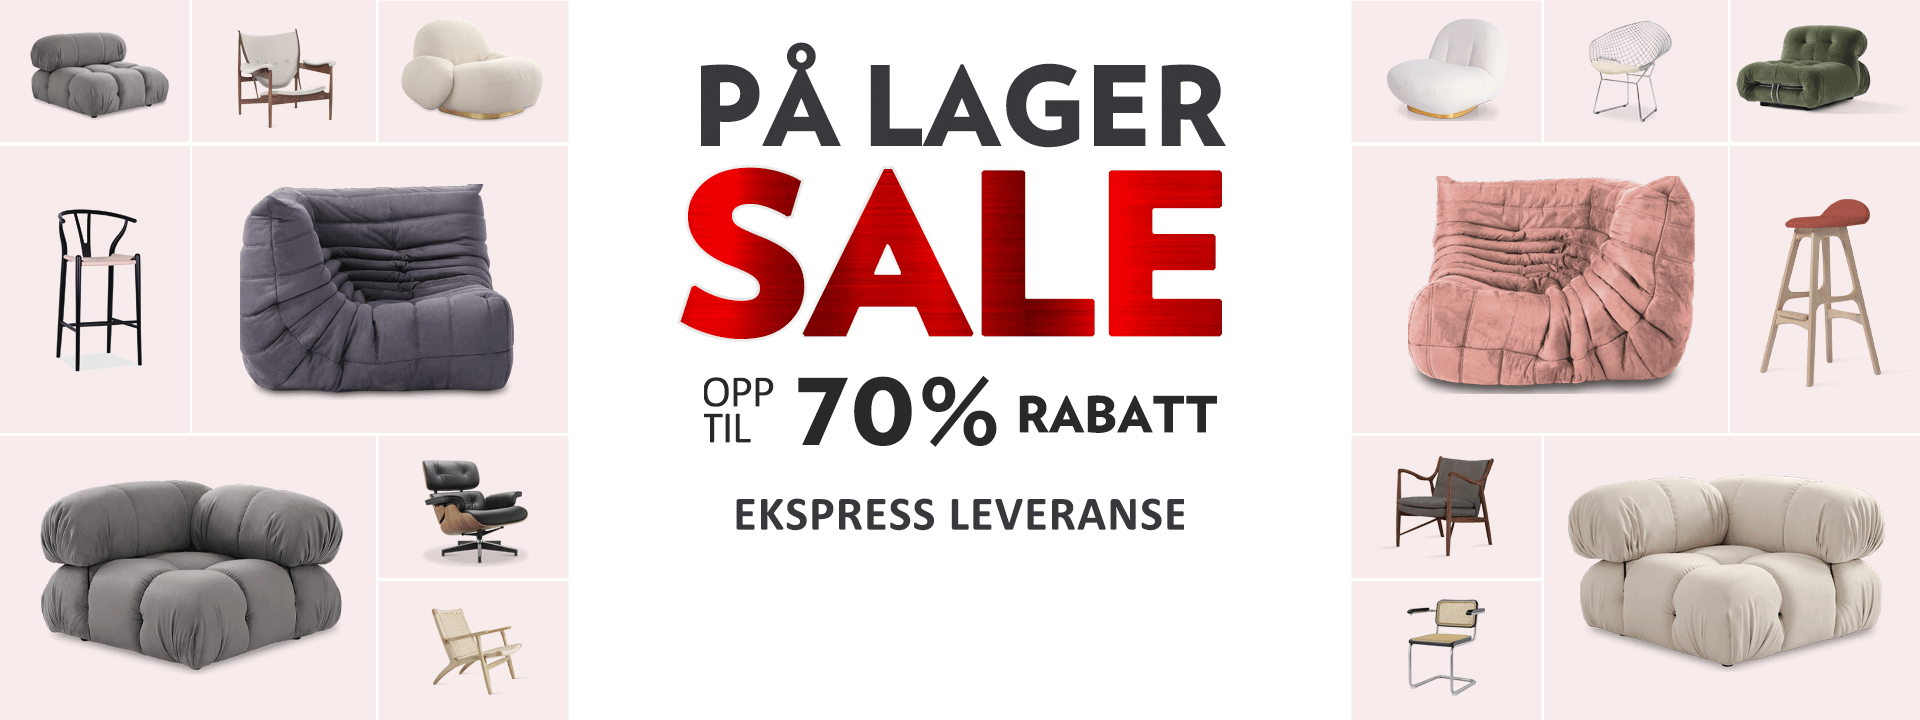 PÅ LAGER
SALE
OPP TIL 70% RABATT
EKSPRESS LEVERANSE